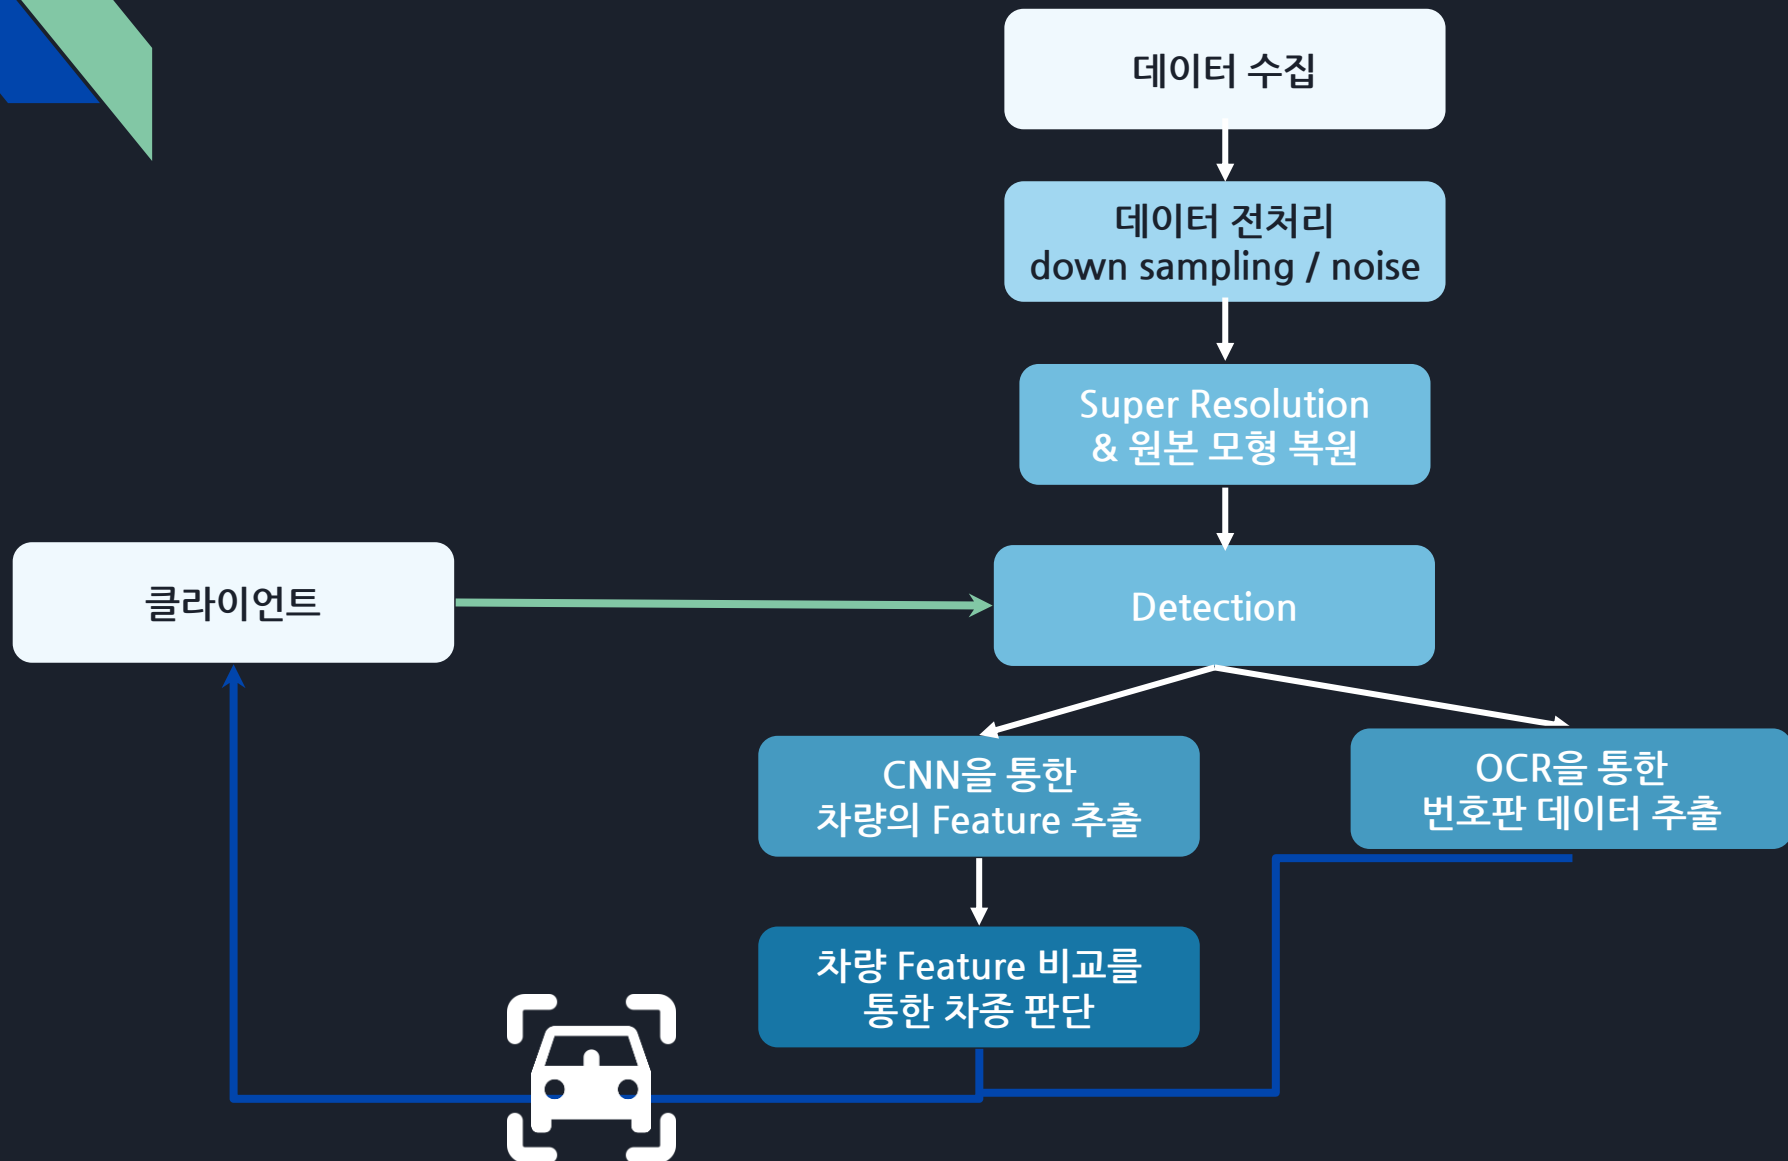 데이터 수집
데이터 전처리
down sampling / noise
Super Resolution
& 원본 모형 복원
클라이언트
Detection
CNN을 통한
차량의 Feature 추출
OCR을 통한
번호판 데이터 추출
차량 Feature 비교를
통한 차종 판단